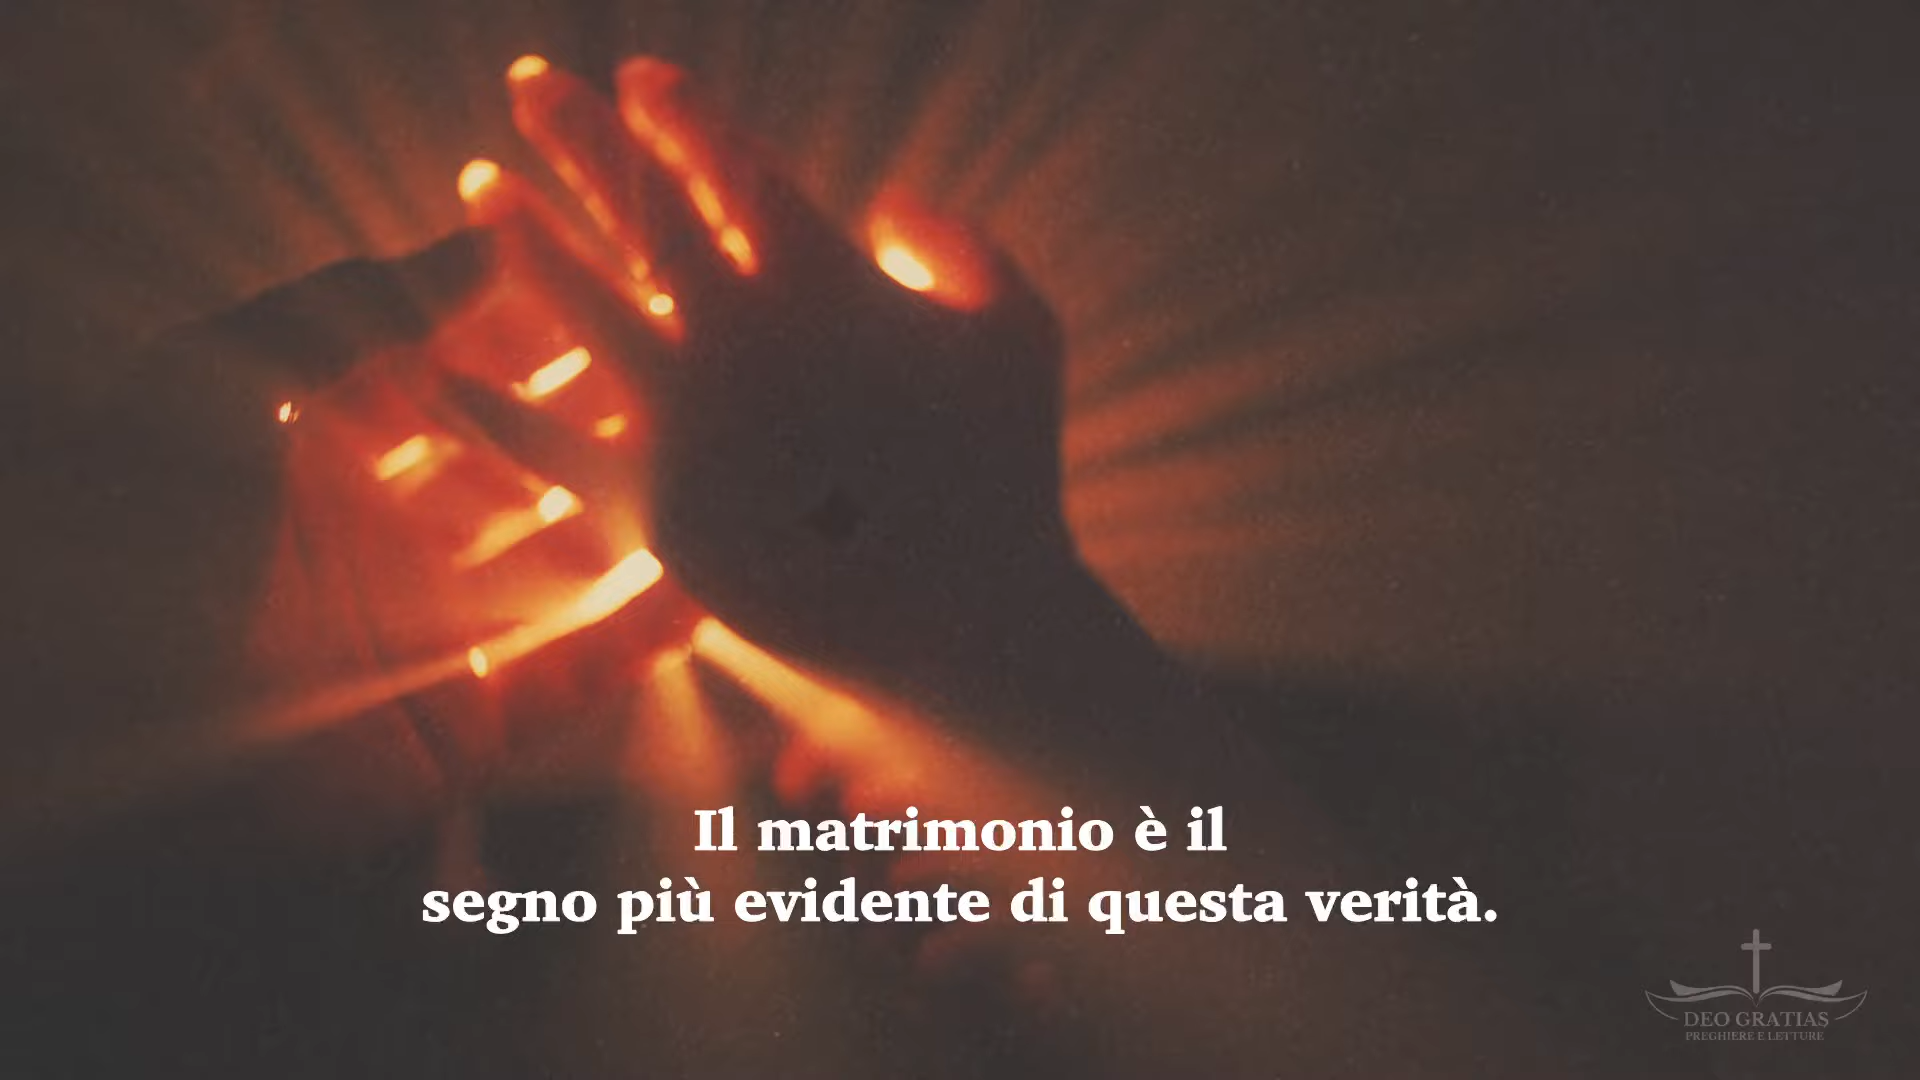 Il matrimonio è il
segno più evidente di questa verità.
DEO GRATIAS
PREGHIERE E LETTURE